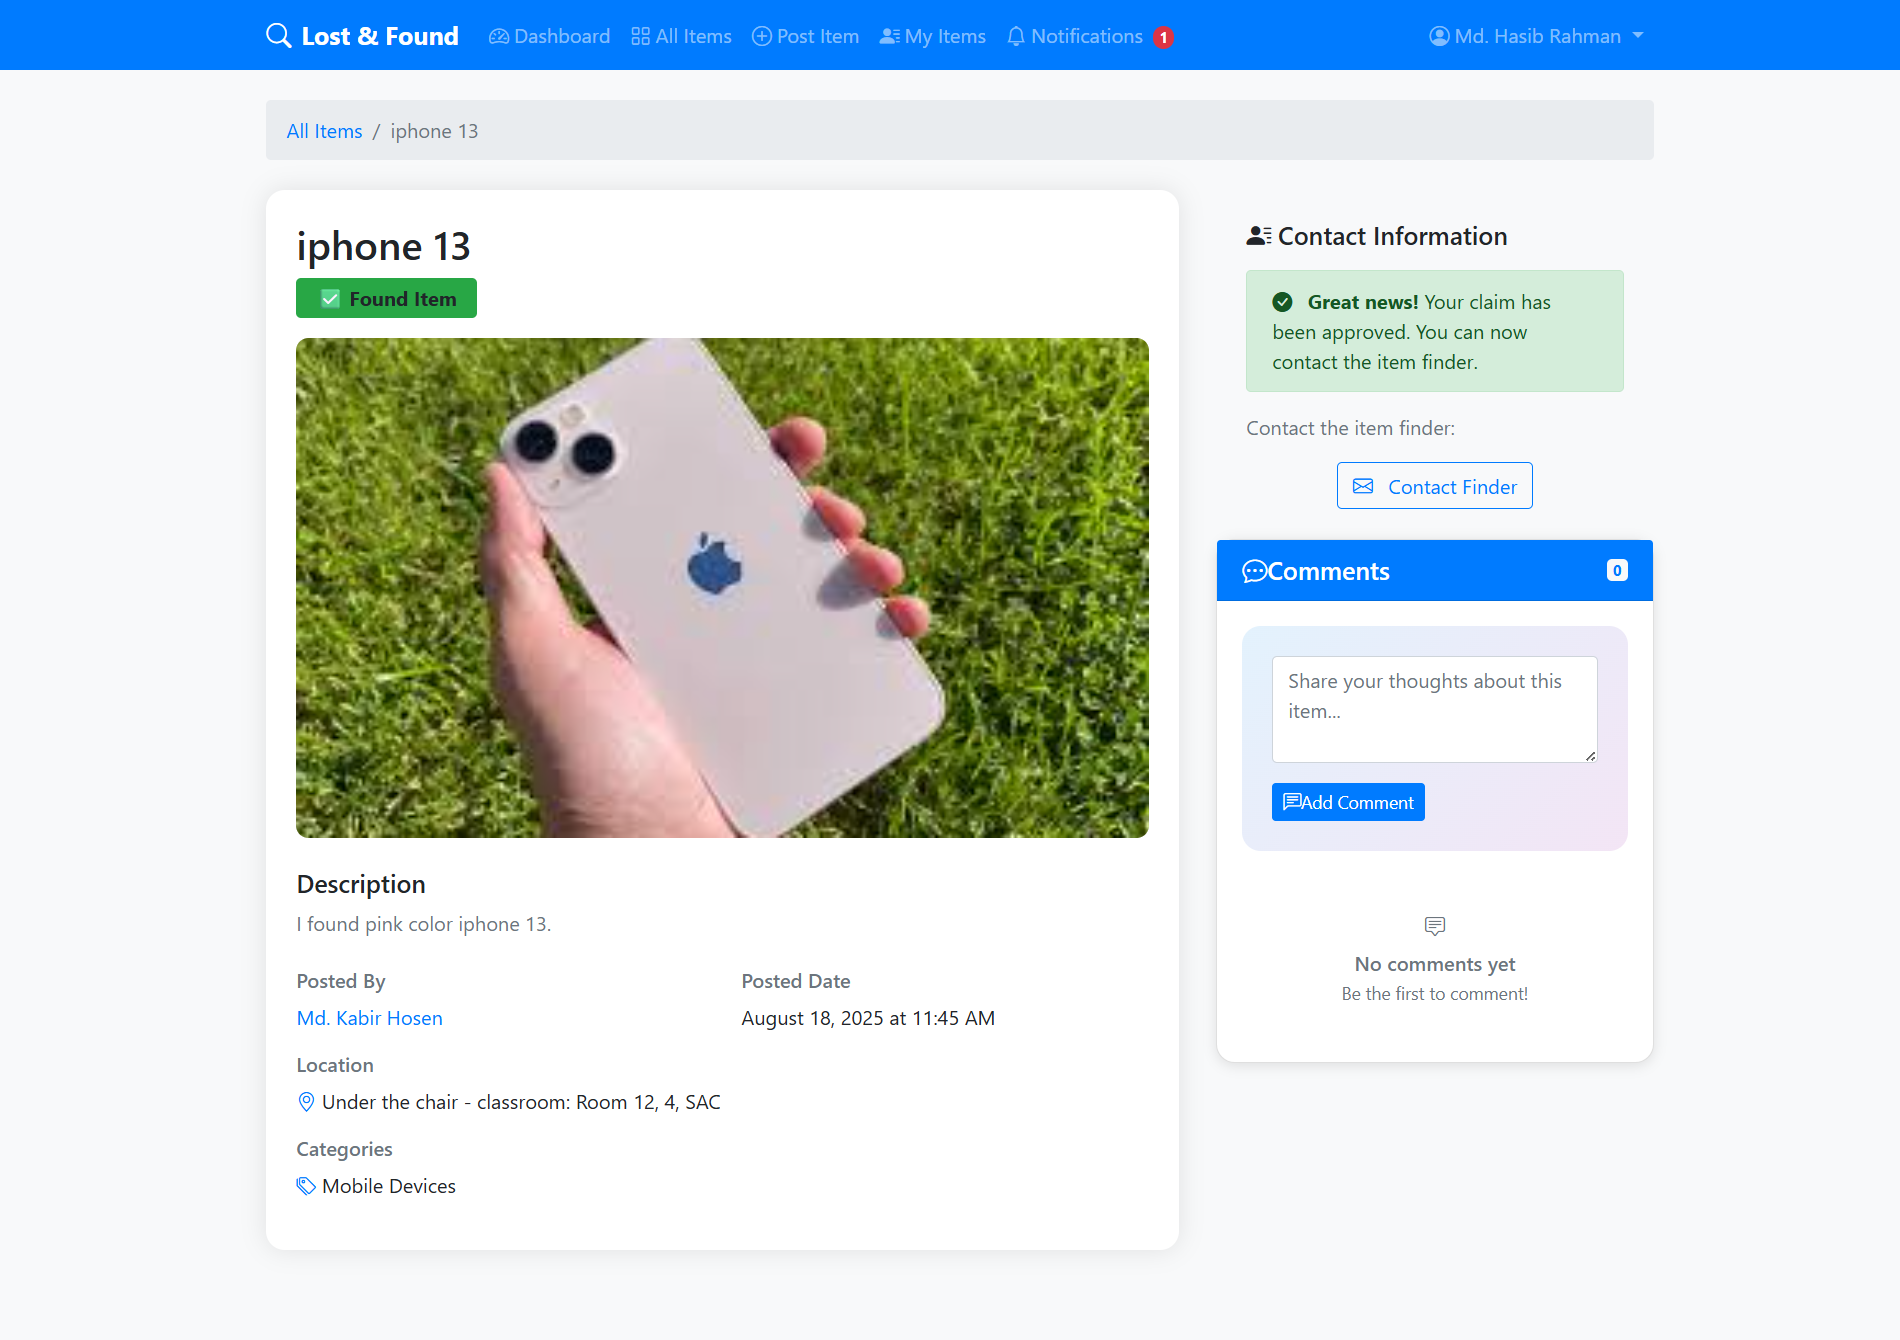 Lost & Found
Dashboard
All Items
Post Item
My Items
Notifications 1
Md. Hasib Rahman
All Items / iphone 13
iphone 13
✅ Found Item
Description
I found pink color iphone 13.
Posted By
Md. Kabir Hosen
Posted Date
August 18, 2025 at 11:45 AM
Location
Under the chair - classroom: Room 12, 4, SAC
Categories
Mobile Devices
Contact Information
Great news! Your claim has
been approved. You can now
contact the item finder.
Contact the item finder:
Contact Finder
Comments
0
Share your thoughts about this
item...
Add Comment
No comments yet
Be the first to comment!